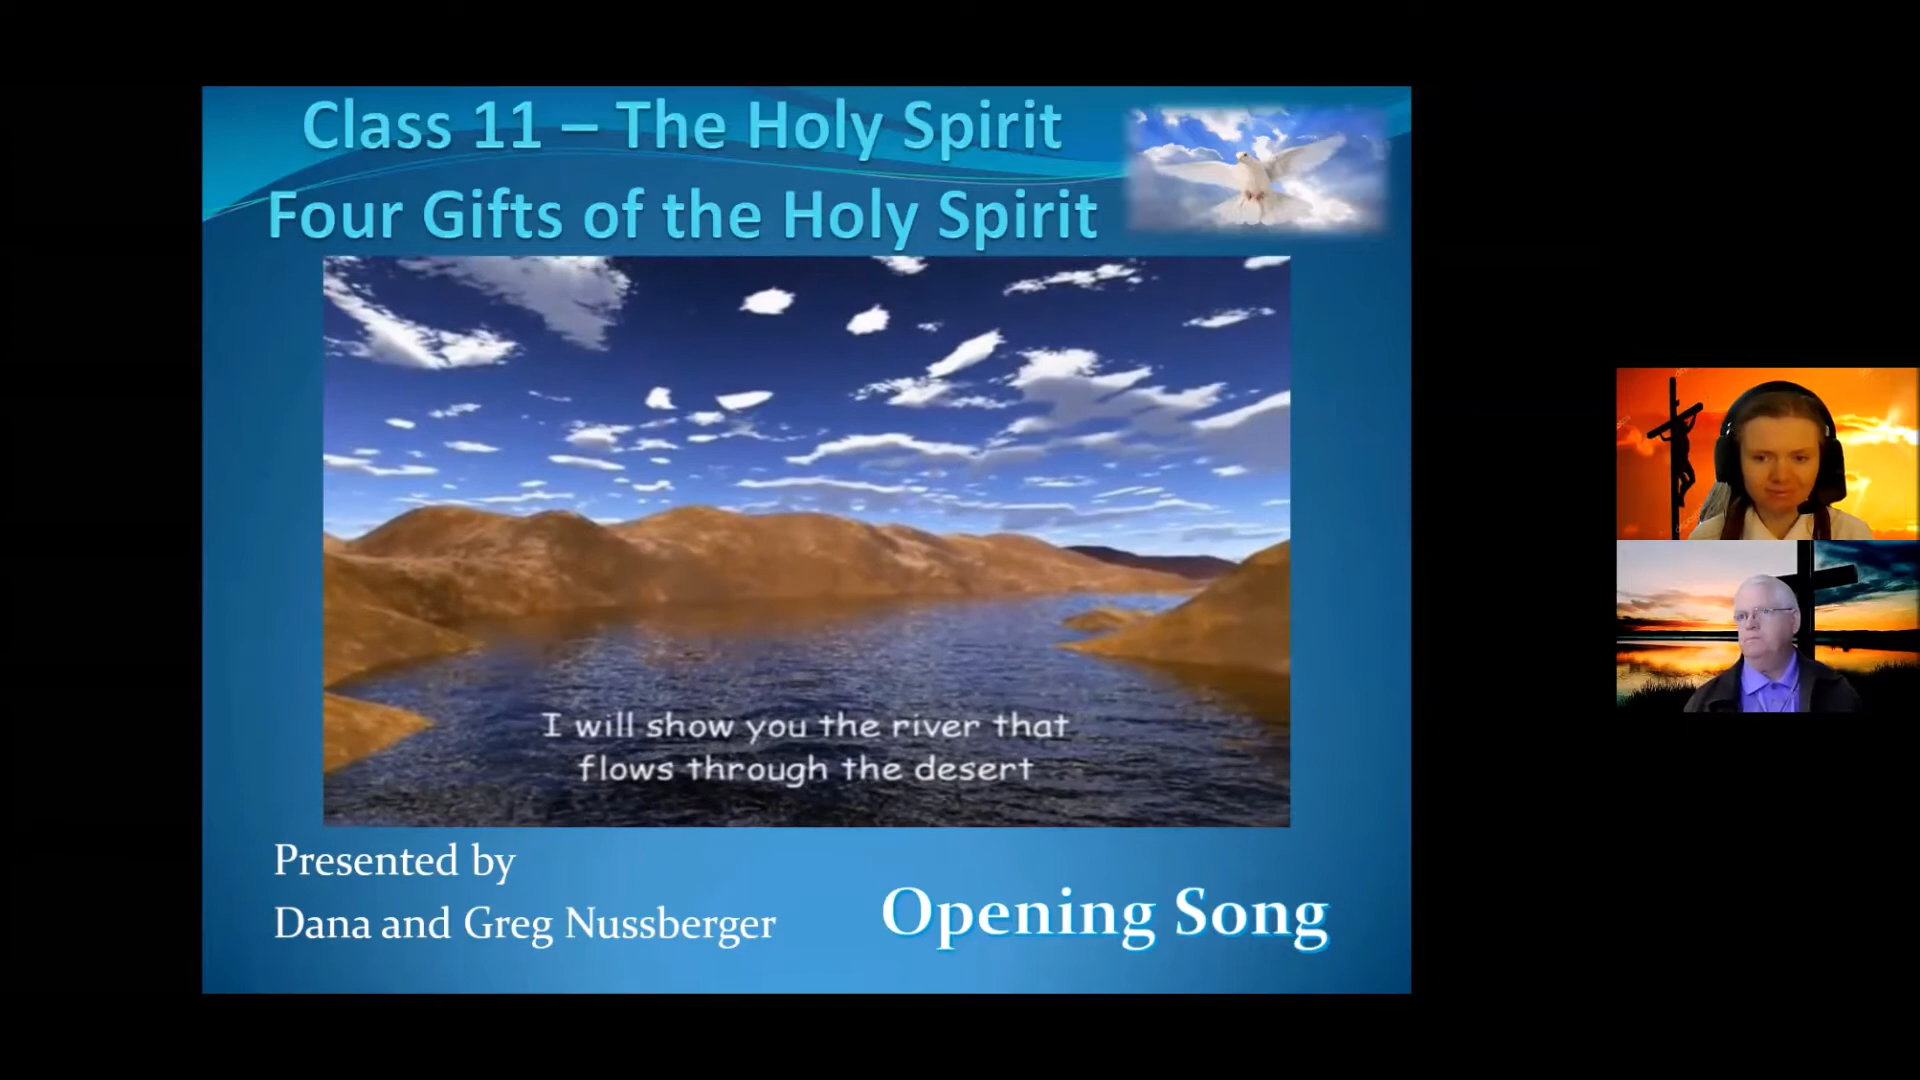 Class 11 – The Holy Spirit
Four Gifts of the Holy Spirit
I will show you the river that
flows through the desert
Presented by
Dana and Greg Nussberger
Opening Song